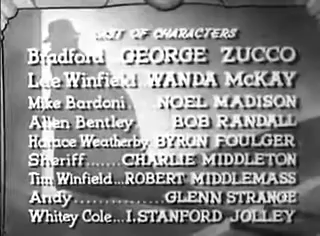 CAST OF CHARACTERS
Bradford GEORGE ZUCCO
Lee Winfield WANDA McKAY
Mike Bardoni ... NOEL MADISON
Allen Bentley BOB RANDALL
Horace Weatherby BYRON FOULGER
Sheriff....... CHARLIE MIDDLETON
Tim Winfield...ROBERT MIDDLEMASS
Andy................GLENN STRANGE
Whitey Cole...I. STANFORD JOLLEY